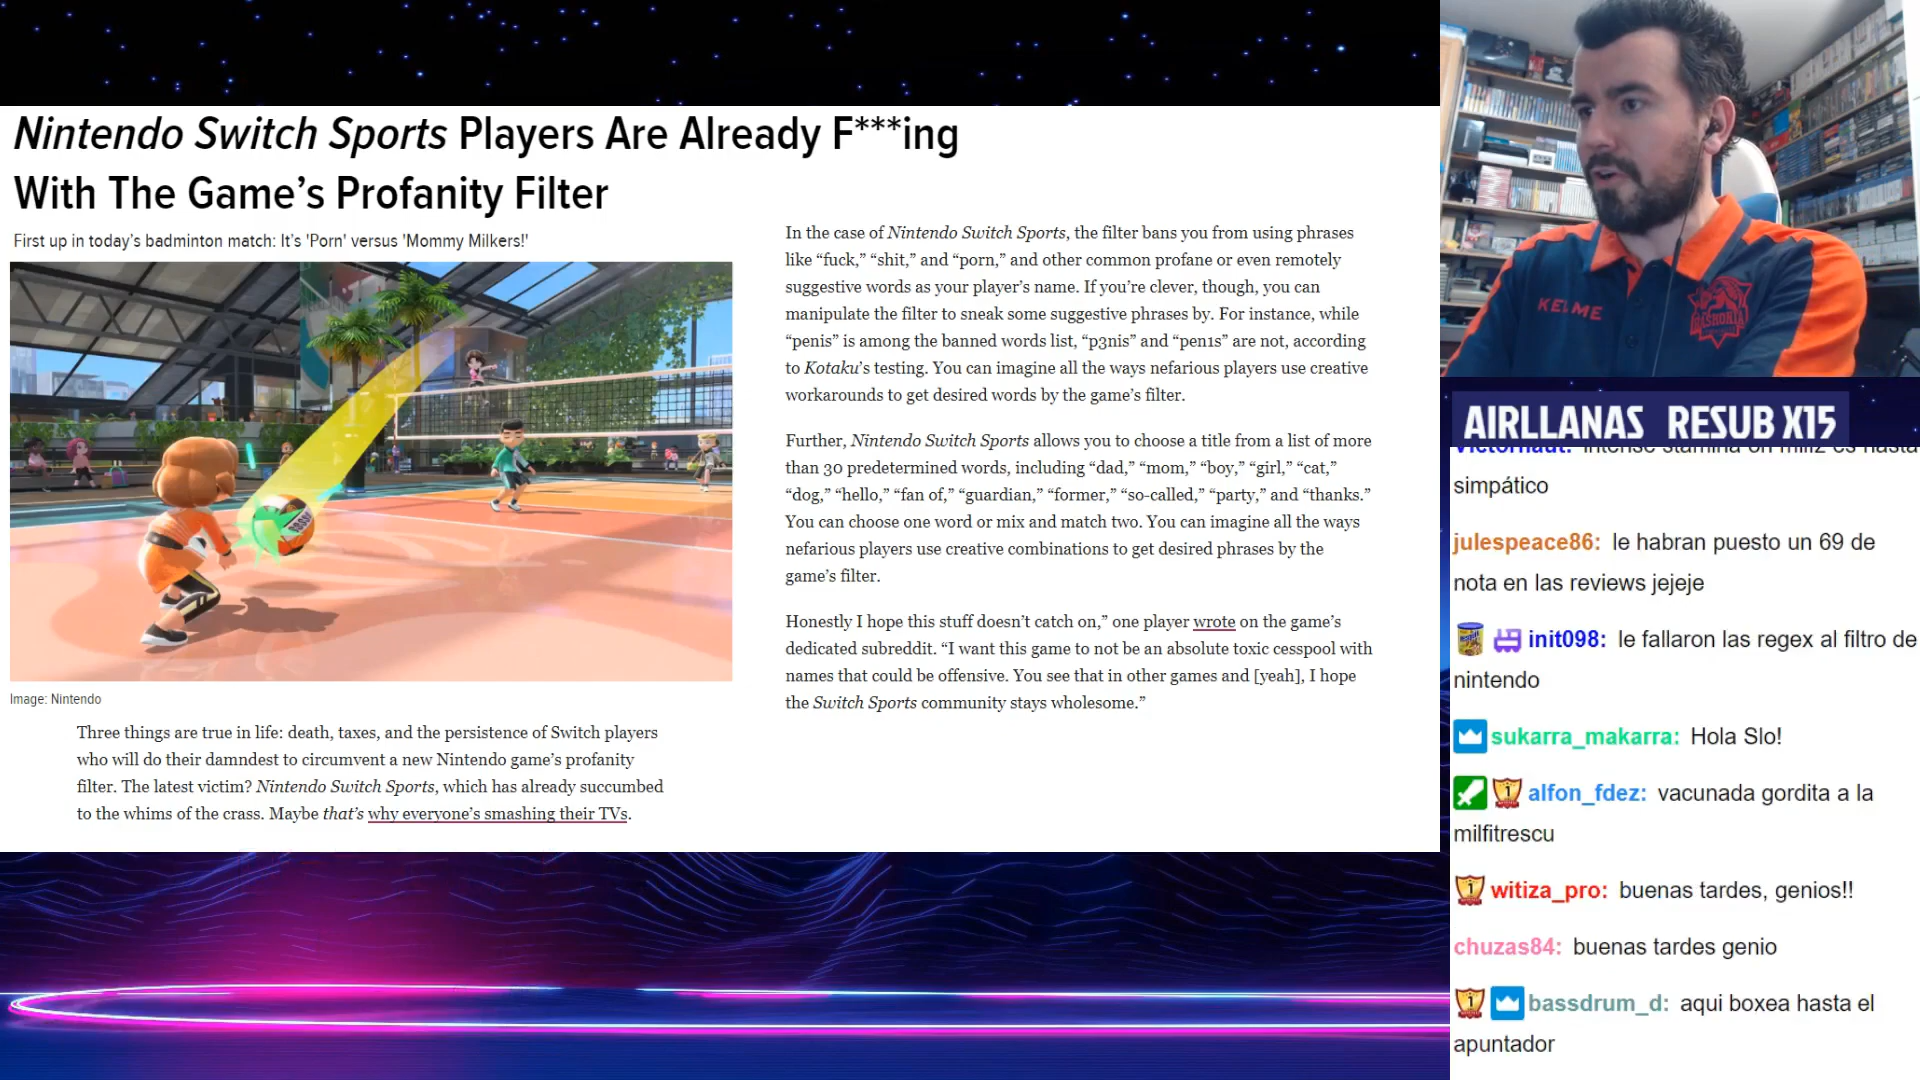 Nintendo Switch Sports Players Are Already F***ing
With The Game’s Profanity Filter
First up in today’s badminton match: It’s 'Porn' versus 'Mommy Milkers!'
Image: Nintendo
Three things are true in life: death, taxes, and the persistence of Switch players
who will do their damndest to circumvent a new Nintendo game’s profanity
filter. The latest victim? Nintendo Switch Sports, which has already succumbed
to the whims of the crass. Maybe that’s why everyone’s smashing their TVs.
In the case of Nintendo Switch Sports, the filter bans you from using phrases
like “fuck,” “shit,” and “porn,” and other common profane or even remotely
suggestive words as your player’s name. If you’re clever, though, you can
manipulate the filter to sneak some suggestive phrases by. For instance, while
“penis” is among the banned words list, “p3nis” and “pen1s” are not, according
to Kotaku’s testing. You can imagine all the ways nefarious players use creative
workarounds to get desired words by the game’s filter.
Further, Nintendo Switch Sports allows you to choose a title from a list of more
than 30 predetermined words, including “dad,” “mom,” “boy,” “girl,” “cat,”
“dog,” “hello,” “fan of,” “guardian,” “former,” “so-called,” “party,” and “thanks.”
You can choose one word or mix and match two. You can imagine all the ways
nefarious players use creative combinations to get desired phrases by the
game’s filter.
Honestly I hope this stuff doesn’t catch on,” one player wrote on the game’s
dedicated subreddit. “I want this game to not be an absolute toxic cesspool with
names that could be offensive. You see that in other games and [yeah], I hope
the Switch Sports community stays wholesome.”
KELME
BASKONIA
AIRLLANAS RESUB X15
Victornaut: intense stamina on milfz es hasta
simpático
julespeace86: le habran puesto un 69 de
nota en las reviews jejeje
init098: le fallaron las regex al filtro de
nintendo
sukarra_makarra: Hola Slo!
alfon_fdez: vacunada gordita a la
milfitrescu
witiza_pro: buenas tardes, genios!!
chuzas84: buenas tardes genio
bassdrum_d: aqui boxea hasta el
apuntador